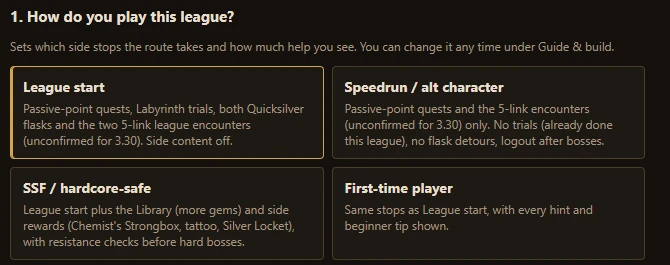 1. How do you play this league?
Sets which side stops the route takes and how much help you see. You can change it any time under Guide & build.
League start
Passive-point quests, Labyrinth trials, both Quicksilver
flasks and the two 5-link league encounters
(unconfirmed for 3.30). Side content off.
Speedrun / alt character
Passive-point quests and the 5-link encounters
(unconfirmed for 3.30) only. No trials (already done
this league), no flask detours, logout after bosses.
SSF / hardcore-safe
League start plus the Library (more gems) and side
rewards (Chemist's Strongbox, tattoo, Silver Locket),
with resistance checks before hard bosses.
First-time player
Same stops as League start, with every hint and
beginner tip shown.